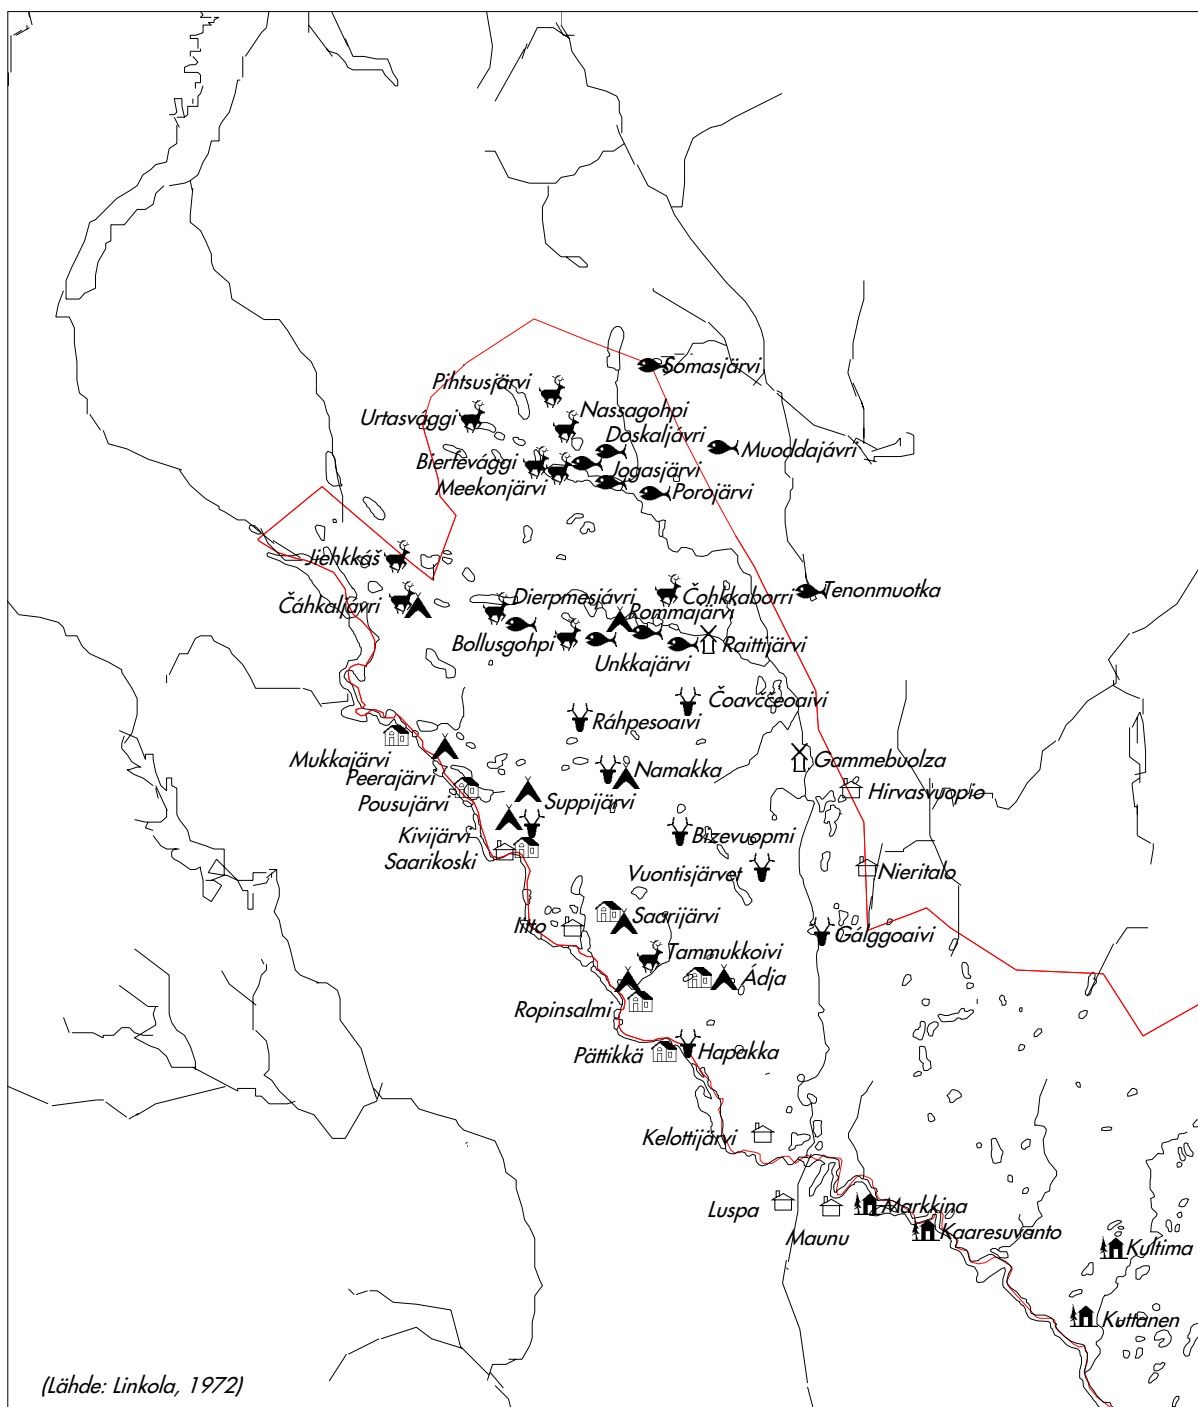 Somasjärvi
Pihtsusjärvi
Nassagohpi
Urtasvággi
Doskaljávri
Muoddajávri
Bierfevággi
Jogasjärvi
Meekonjärvi
Porojärvi
Jiehkkáš
Čáhkaljávri
Dierpmesjávri
Čohkkaborri
Tenonmuotka
Rommajärvi
Bollusgohpi
Raittijärvi
Unkkajärvi
Čoavččeoaivi
Ráhpesoaivi
Mukkajärvi
Gammebuolza
Peerajärvi
Namakka
Hirvasvuopio
Pousujärvi
Suppijärvi
Kivijärvi
Bizevuopmi
Saarikoski
Vuontisjärvet
Nieritalo
Saarijärvi
Iitto
Gálggoaivi
Tammukkoivi
Ádja
Ropinsalmi
Pättikkä
Hapakka
Kelottijärvi
Luspa
Markkina
Maunu
Kaaresuvanto
Kultima
Kuttanen
(Lähde: Linkola, 1972)